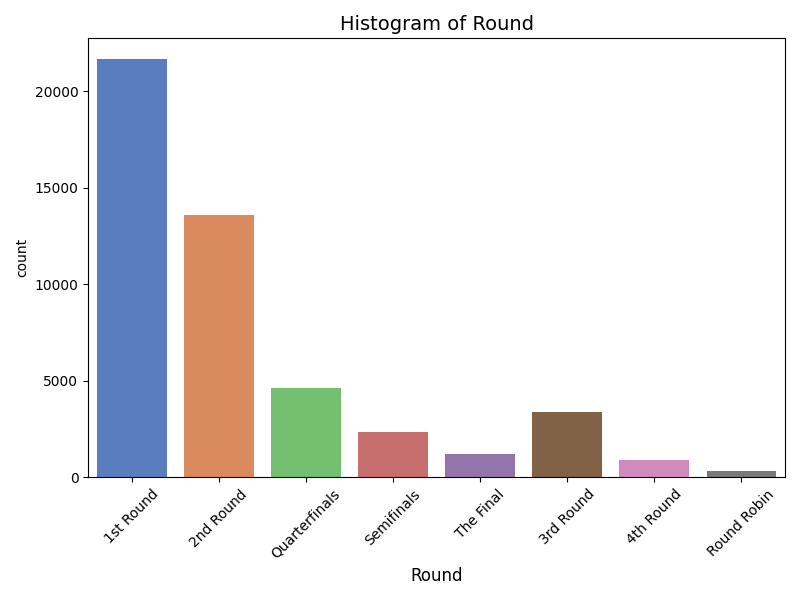 Histogram of Round
count
20000
15000
10000
5000
0
1st Round
2nd Round
Quarterfinals
Semifinals
The Final
3rd Round
4th Round
Round Robin
Round